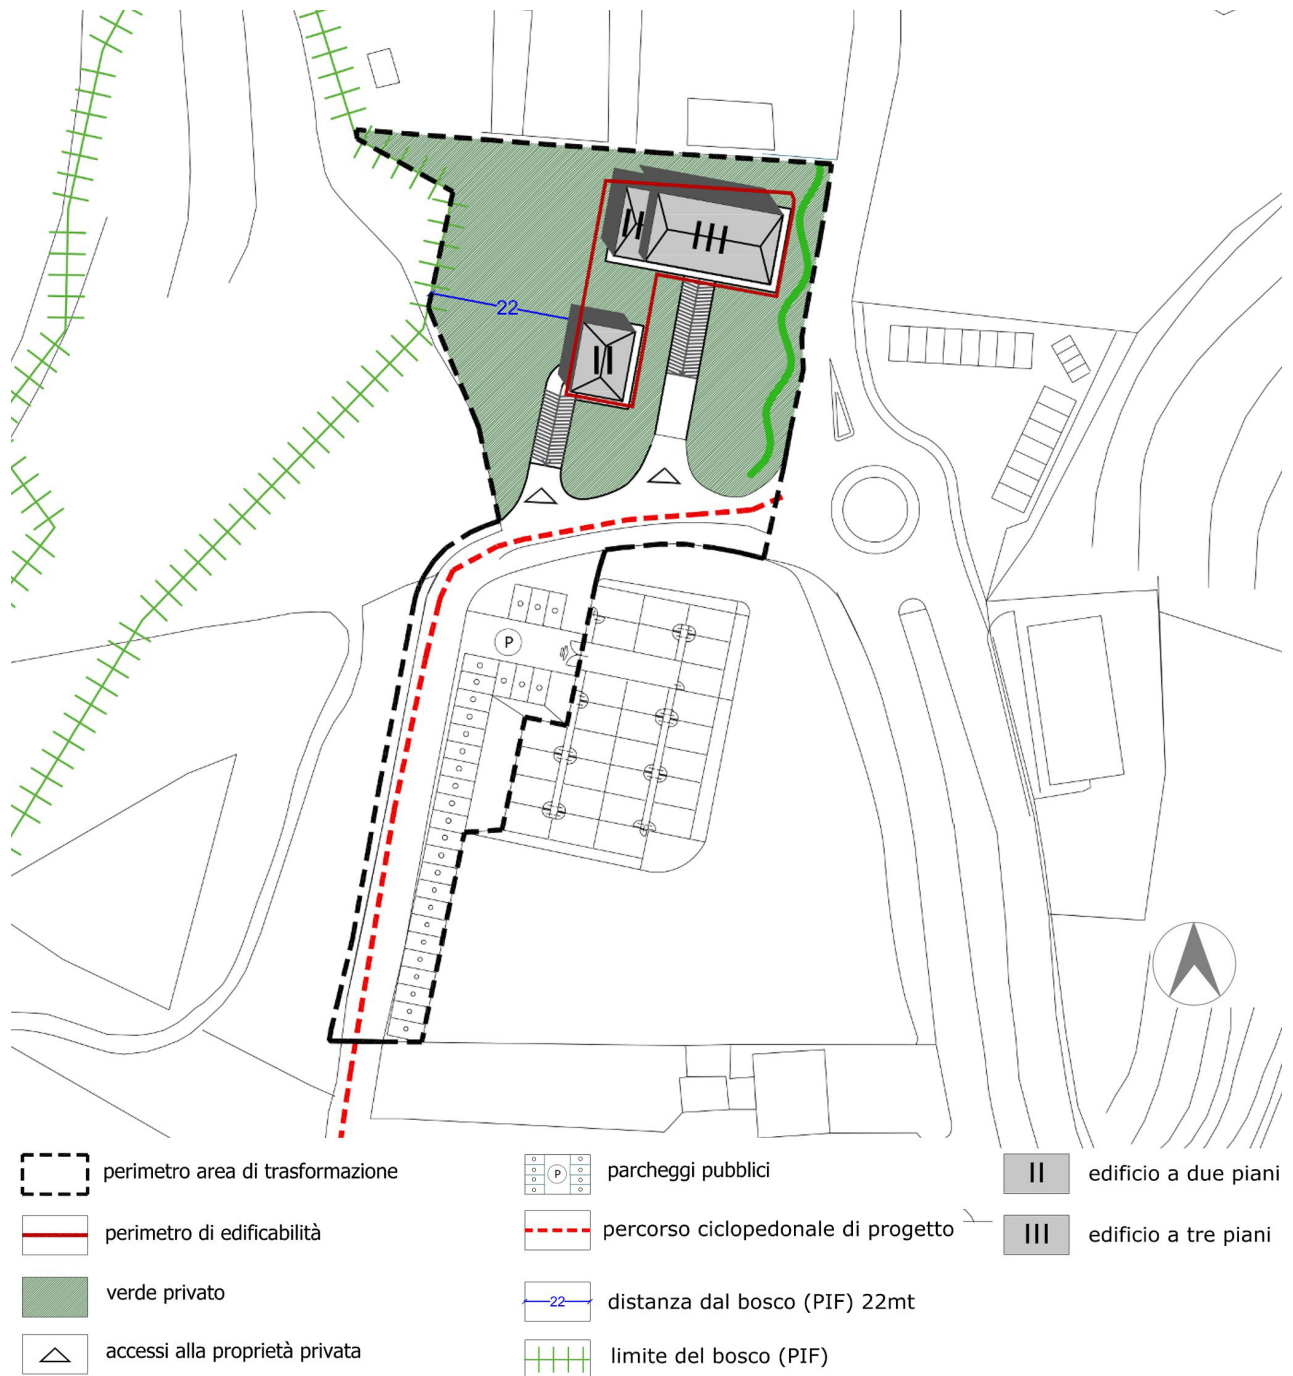 II
III
22
II
P
perimetro area di trasformazione
perimetro di edificabilità
verde privato
accessi alla proprietà privata
P
parcheggi pubblici
percorso ciclopedonale di progetto
22
distanza dal bosco (PIF) 22mt
limite del bosco (PIF)
II
edificio a due piani
III
edificio a tre piani